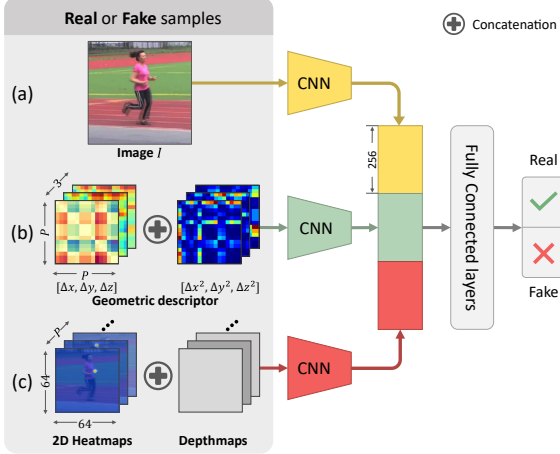 Real or Fake samples
Concatenation
(a)
CNN
Image I
256
Fully Connected layers
Real
Fake
3
P
(b)
P
CNN
[Δx, Δy, Δz]
[Δx², Δy², Δz²]
Geometric descriptor
P
(c)
64
64
CNN
2D Heatmaps
Depthmaps